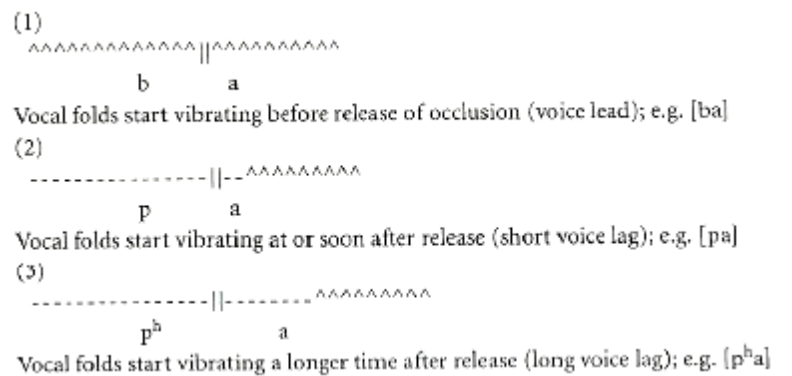 (1)
^^^^^^^^^^^^^||^^^^^^^^^^
b a
Vocal folds start vibrating before release of occlusion (voice lead); e.g. [ba]
(2)
----------------||--^^^^^^^^^
p a
Vocal folds start vibrating at or soon after release (short voice lag); e.g. [pa]
(3)
----------------||--------^^^^^^^^^
pʰ a
Vocal folds start vibrating a longer time after release (long voice lag); e.g. [pʰa]